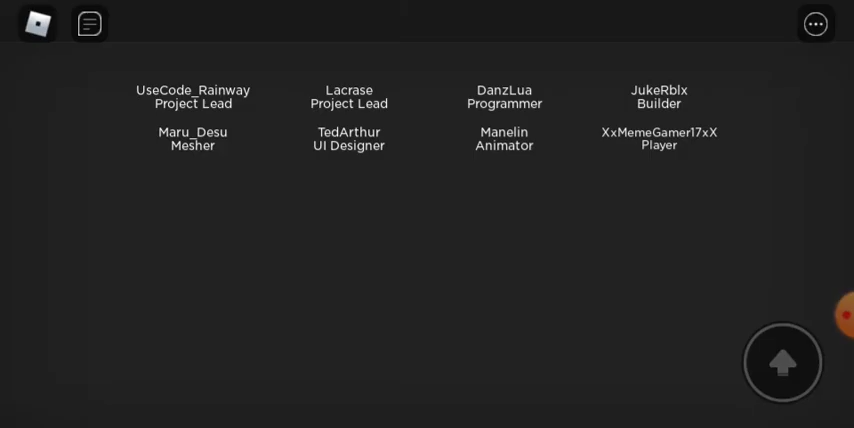 UseCode_Rainway
Project Lead
Lacrase
Project Lead
DanzLua
Programmer
JukeRblx
Builder
Maru_Desu
Mesher
TedArthur
UI Designer
Manelin
Animator
XxMemeGamer17xX
Player